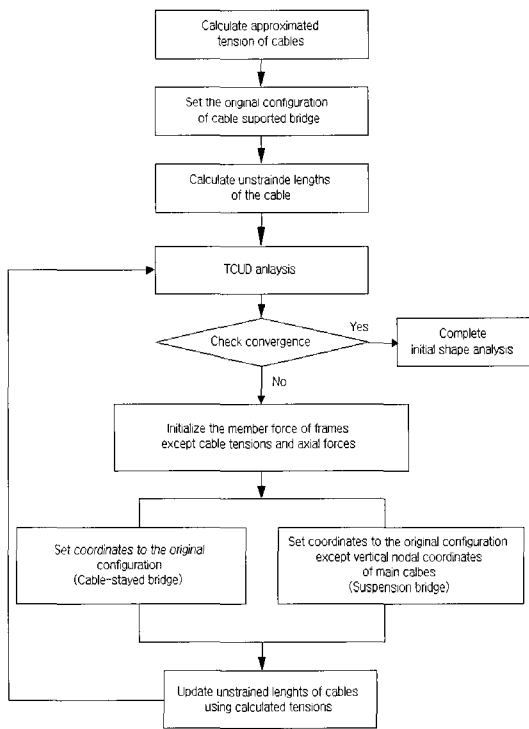 Calculate approximated
tension of cables
Set the original configuration
of cable suported bridge
Calculate unstrainde lengths
of the cable
TCUD anlaysis
Check convergence
Yes
Complete
initial shape analysis
No
Initialize the member force of frames
except cable tensions and axial forces
Set coordinates to the original
configuration
(Cable-stayed bridge)
Set coordinates to the original configuration
except vertical nodal coordinates
of main calbes
(Suspension bridge)
Update unstrained lenghts of cables
using calculated tensions